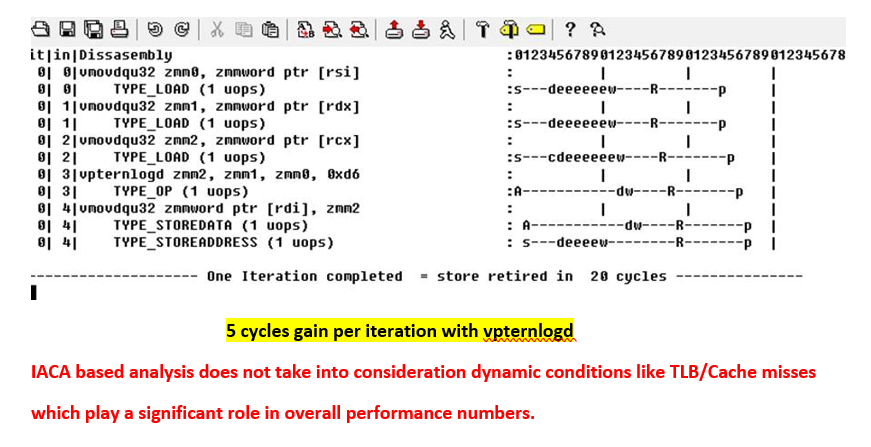 it|in|Dissasembly :012345678901234567890123456789012345678
0| 0|vmovdqu32 zmm0, zmmword ptr [rsi] : | | |
0| 0| TYPE_LOAD (1 uops) :s---deeeeeew----R-------p |
0| 1|vmovdqu32 zmm1, zmmword ptr [rdx] : | | |
0| 1| TYPE_LOAD (1 uops) :s---deeeeeew----R-------p |
0| 2|vmovdqu32 zmm2, zmmword ptr [rcx] : | | |
0| 2| TYPE_LOAD (1 uops) :s---cdeeeeeew----R-------p |
0| 3|vpternlogd zmm2, zmm1, zmm0, 0xd6 : | | |
0| 3| TYPE_OP (1 uops) :A-----------dw----R-------p |
0| 4|vmovdqu32 zmmword ptr [rdi], zmm2 : | | |
0| 4| TYPE_STOREDATA (1 uops) : A-----------dw----R-------p |
0| 4| TYPE_STOREADDRESS (1 uops) : s---deeeew--------R-------p |
-------------------- One Iteration completed = store retired in 20 cycles ---------------
5 cycles gain per iteration with vpternlogd
IACA based analysis does not take into consideration dynamic conditions like TLB/Cache misses
which play a significant role in overall performance numbers.